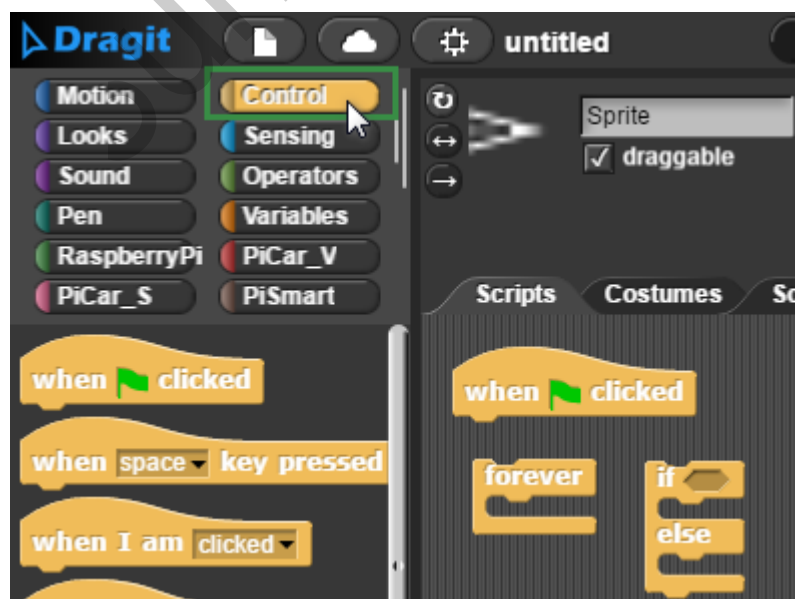 Dragit untitled
Motion Control
Looks Sensing
Sound Operators
Pen Variables
RaspberryPi PiCar_V
PiCar_S PiSmart
Sprite
draggable
Scripts Costumes
when clicked
when space key pressed
when I am clicked
when clicked
forever
if
else